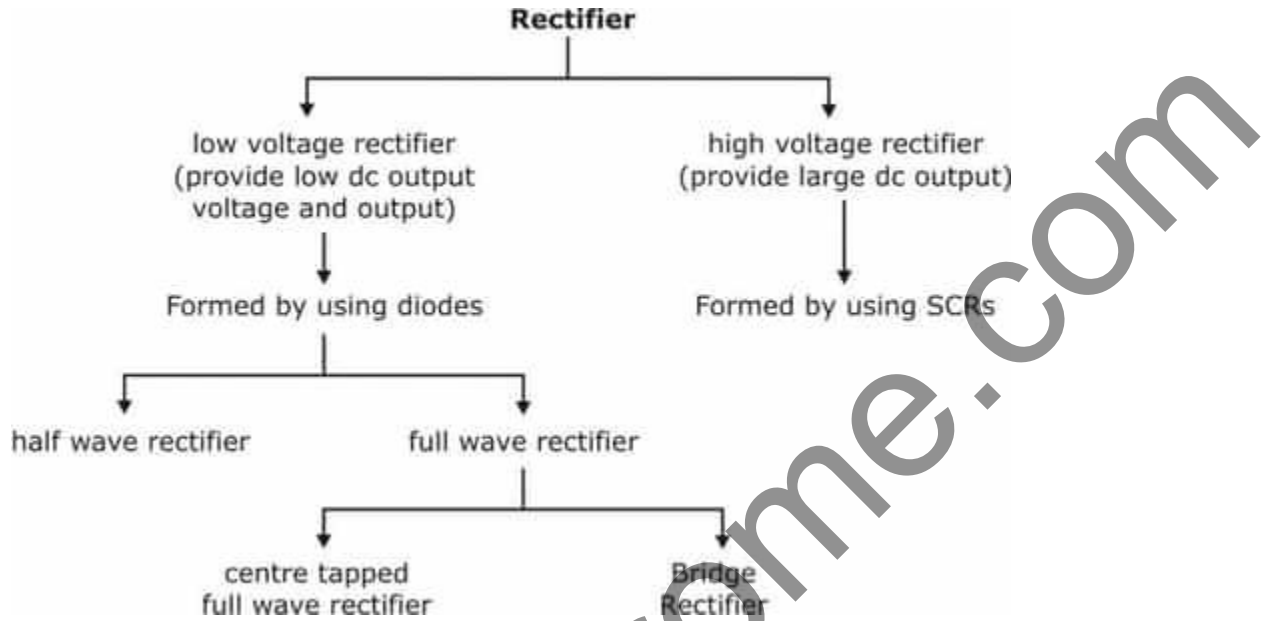 Rectifier
low voltage rectifier
(provide low dc output
voltage and output)
high voltage rectifier
(provide large dc output)
Formed by using diodes
Formed by using SCRs
half wave rectifier
full wave rectifier
centre tapped
full wave rectifier
Bridge
Rectifier
ome.com